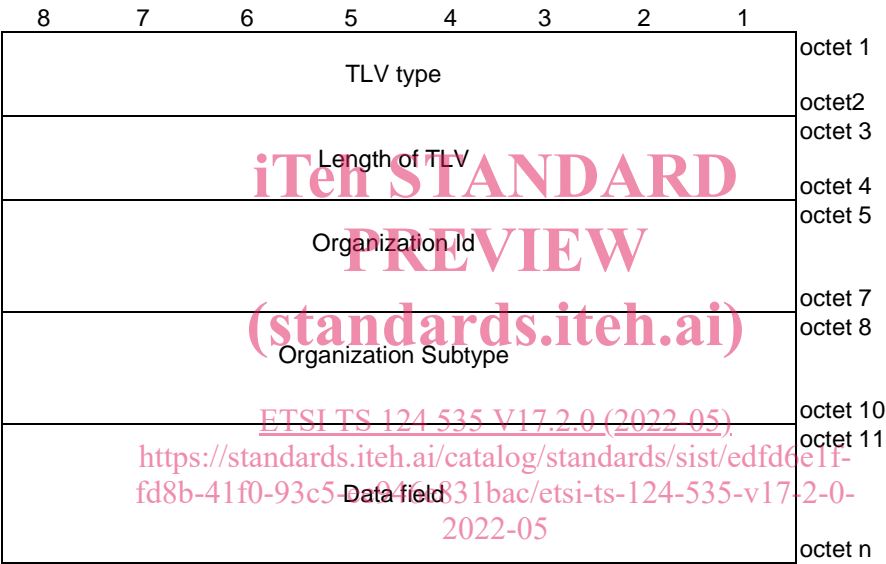 8 7 6 5 4 3 2 1
octet 1
TLV type
octet2
octet 3
Length of TLV
iTeh STANDARD
octet 4
octet 5
Organization Id
PREVIEW
octet 7
(standards.iteh.ai)
octet 8
Organization Subtype
octet 10
ETSI TS 124 535 V17.2.0 (2022-05)
octet 11
https://standards.iteh.ai/catalog/standards/sist/edfd6e1f-
Data field
2022-05
octet n